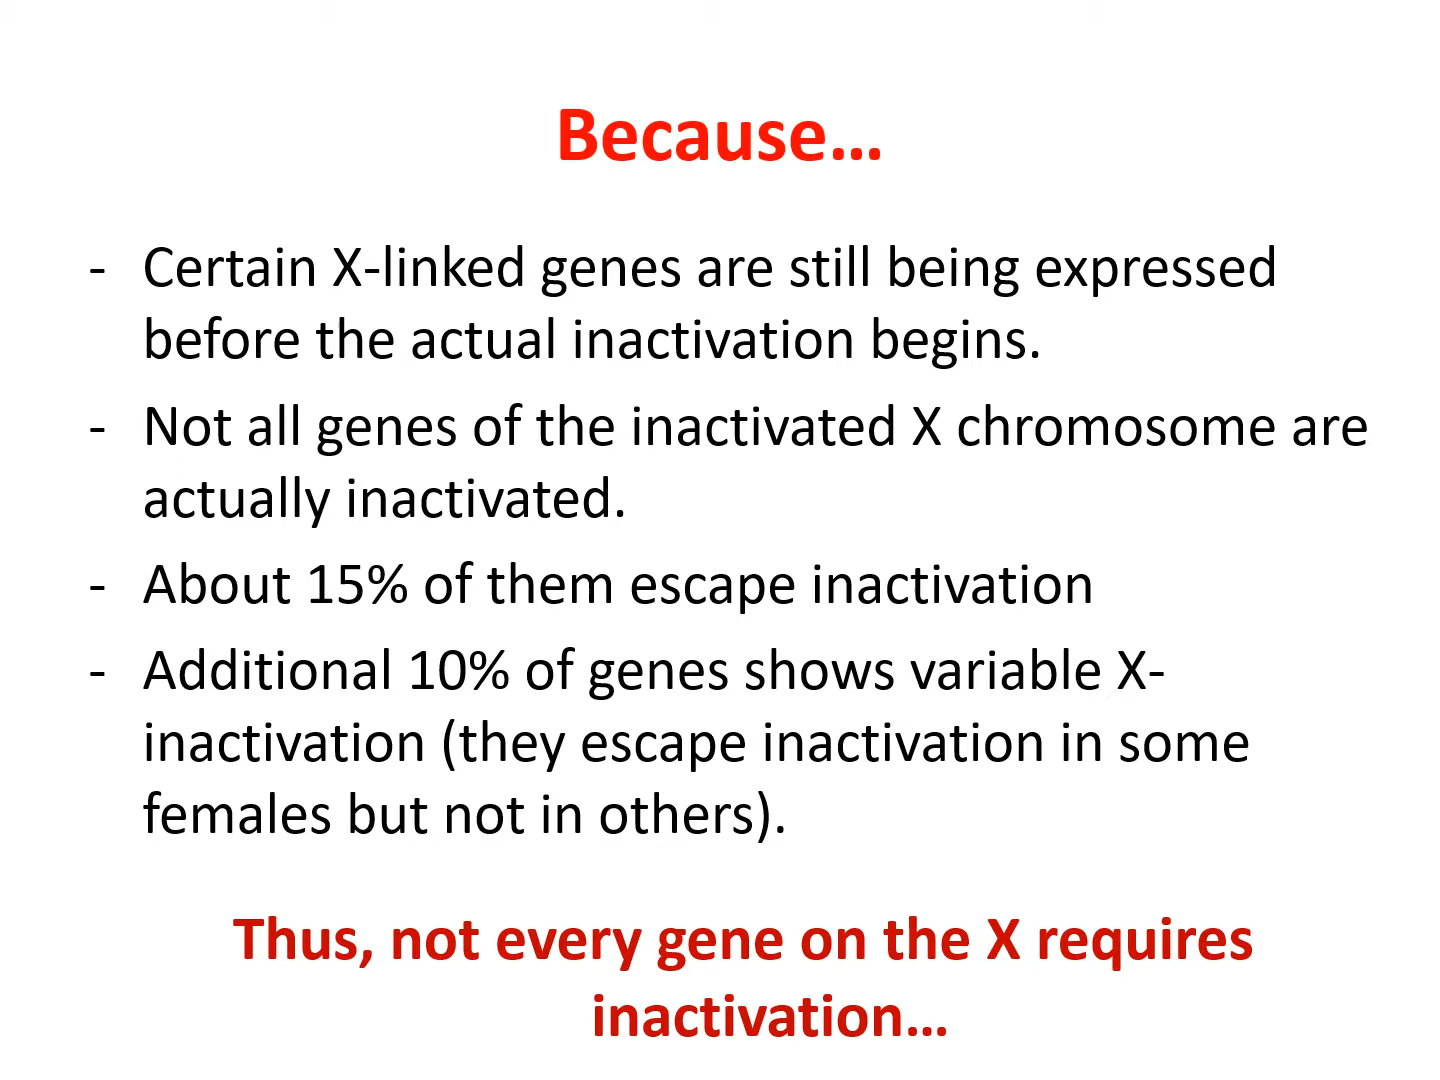 Because...
- Certain X-linked genes are still being expressed
before the actual inactivation begins.
- Not all genes of the inactivated X chromosome are
actually inactivated.
- About 15% of them escape inactivation
- Additional 10% of genes shows variable X-
inactivation (they escape inactivation in some
females but not in others).
Thus, not every gene on the X requires
inactivation...